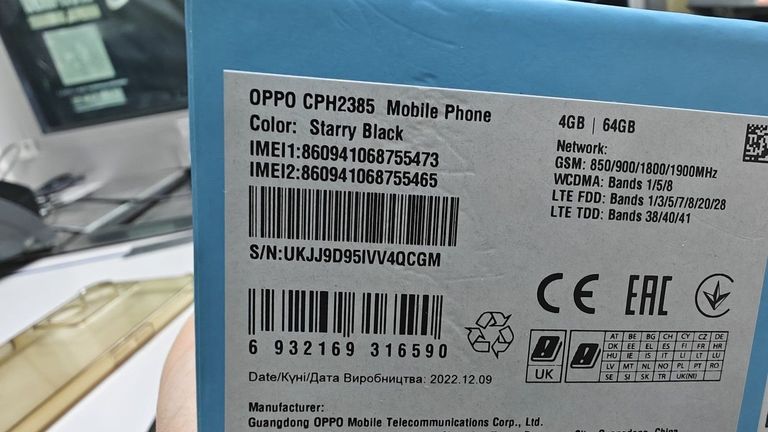 OPPO CPH2385 Mobile Phone
Color: Starry Black
IMEI1:860941068755473
IMEI2:860941068755465
S/N:UKJJ9D95IVV4QCGM
6 932169 316590
Date/Күні/Дата Виробництва: 2022.12.09
Manufacturer:
Guangdong OPPO Mobile Telecommunications Corp., Ltd.
4GB | 64GB
Network:
GSM: 850/900/1800/1900MHz
WCDMA: Bands 1/5/8
LTE FDD: Bands 1/3/5/7/8/20/28
LTE TDD: Bands 38/40/41
CE EAC
UK
AT BE BG CH CY CZ DE
DK EE EL ES FI FR HR
HU IE IS IT LI LT LU
LV MT NL NO PL PT RO
SE SI SK TR UK(NI)